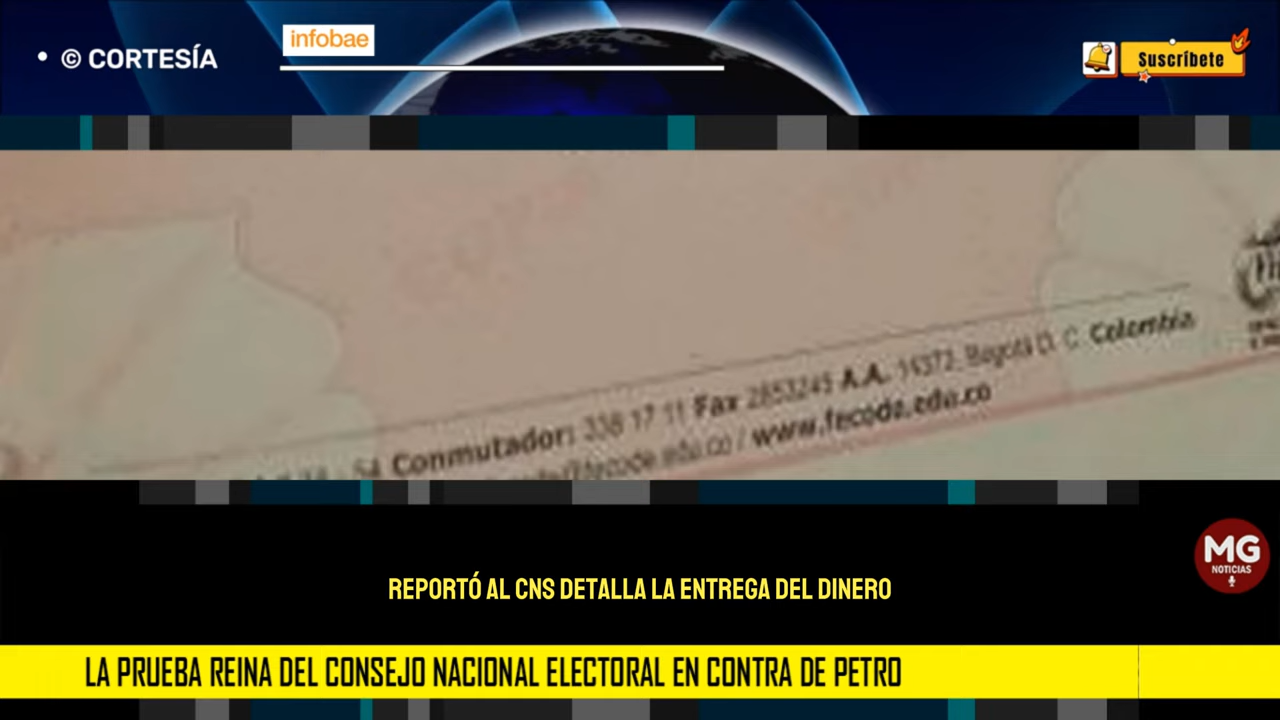 • © CORTESÍA
infobae
Suscríbete
Conmutador: 338 17 11 Fax 2853245 A.A. 14373, Bogotá D. C. Colombia
www.fecode.edu.co
MG
NOTICIAS
REPORTÓ AL CNS DETALLA LA ENTREGA DEL DINERO
LA PRUEBA REINA DEL CONSEJO NACIONAL ELECTORAL EN CONTRA DE PETRO